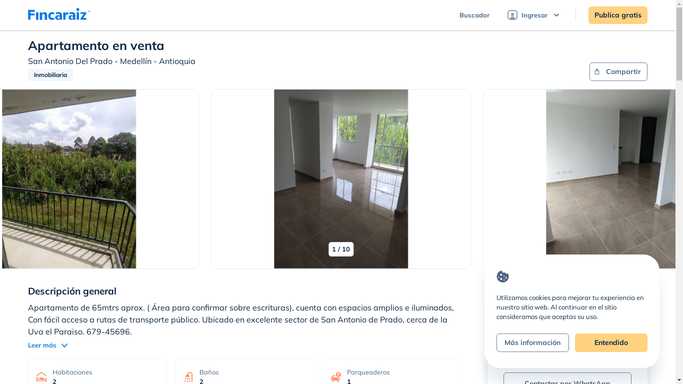 Fincaraiz
Buscador
Ingresar
Publica gratis
Apartamento en venta
San Antonio Del Prado - Medellín - Antioquia
Inmobiliaria
Compartir
1 / 10
Descripción general
Apartamento de 65mtrs aprox. ( Área para confirmar sobre escrituras), cuenta con espacios amplios e iluminados,
Con fácil acceso a rutas de transporte público. Ubicado en excelente sector de San Antonio de Prado, cerca de la
Uva el Paraiso. 679-45696.
Leer más
Habitaciones
2
Baños
2
Parqueaderos
1
Utilizamos cookies para mejorar tu experiencia en
nuestro sitio web. Al continuar en el sitio
consideramos que aceptas su uso.
Más información
Entendido
Contactar por WhatsApp